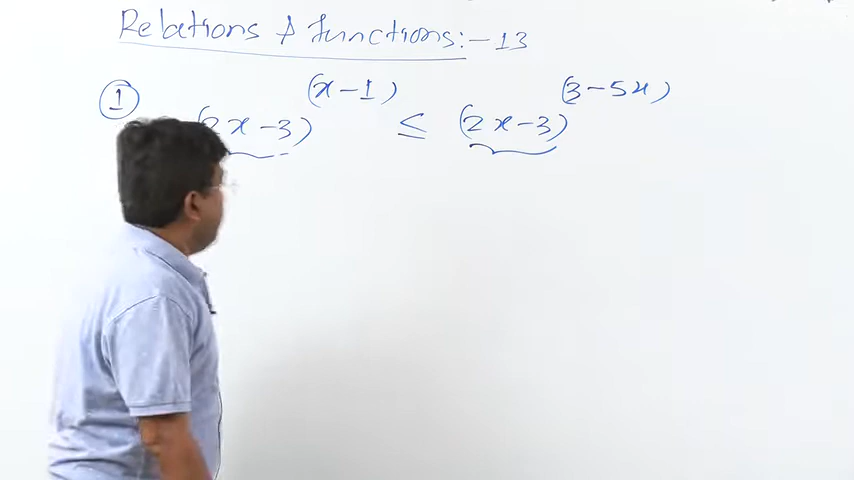 Relations & functions:- 13
① (2x-3)^(x-1) ≤ (2x-3)^(3-5x)